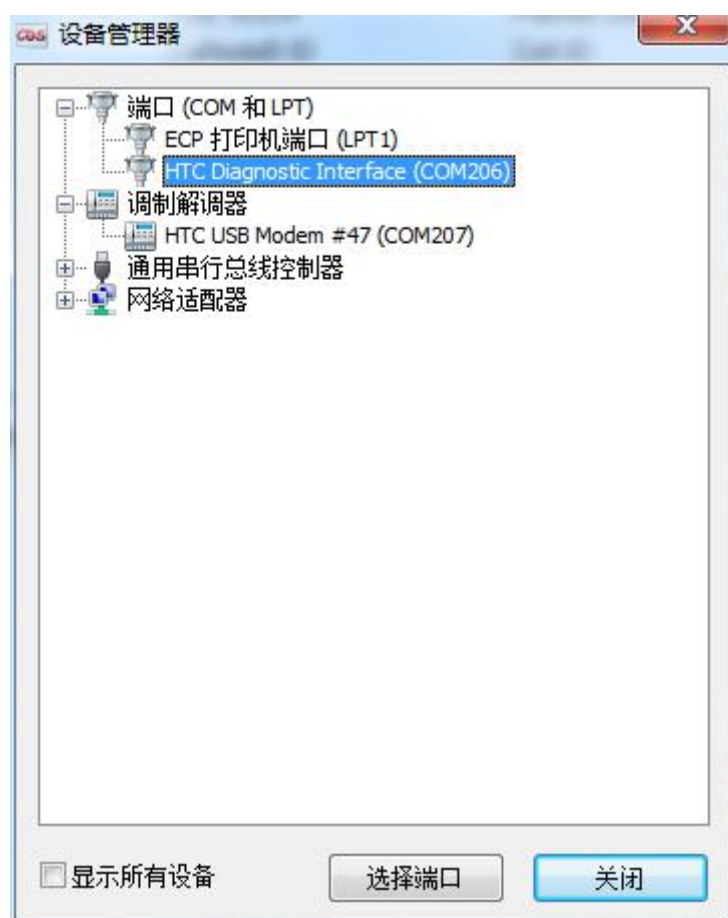 CDS 设备管理器
端口 (COM 和 LPT)
ECP 打印机端口 (LPT1)
HTC Diagnostic Interface (COM206)
调制解调器
HTC USB Modem #47 (COM207)
通用串行总线控制器
网络适配器
显示所有设备
选择端口
关闭